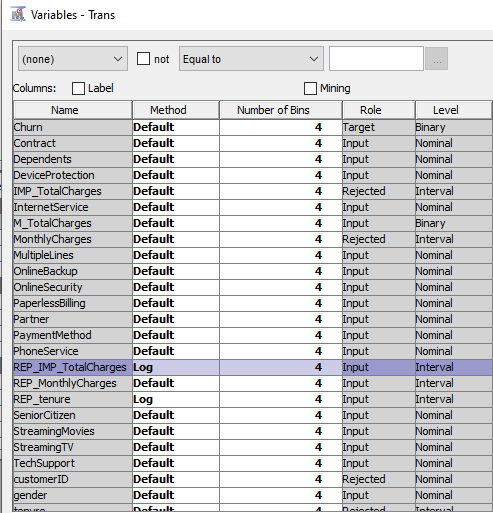 Variables - Trans
(none) not Equal to ...
Columns: Label Mining
Name Method Number of Bins Role Level
Churn Default 4 Target Binary
Contract Default 4 Input Nominal
Dependents Default 4 Input Nominal
DeviceProtection Default 4 Input Nominal
IMP_TotalCharges Default 4 Rejected Interval
InternetService Default 4 Input Nominal
M_TotalCharges Default 4 Input Binary
MonthlyCharges Default 4 Rejected Interval
MultipleLines Default 4 Input Nominal
OnlineBackup Default 4 Input Nominal
OnlineSecurity Default 4 Input Nominal
PaperlessBilling Default 4 Input Nominal
Partner Default 4 Input Nominal
PaymentMethod Default 4 Input Nominal
PhoneService Default 4 Input Nominal
REP_IMP_TotalCharges Log 4 Input Interval
REP_MonthlyCharges Default 4 Input Interval
REP_tenure Log 4 Input Interval
SeniorCitizen Default 4 Input Nominal
StreamingMovies Default 4 Input Nominal
StreamingTV Default 4 Input Nominal
TechSupport Default 4 Input Nominal
customerID Default 4 Rejected Nominal
gender Default 4 Input Nominal
tenure Default 4 Rejected Interval